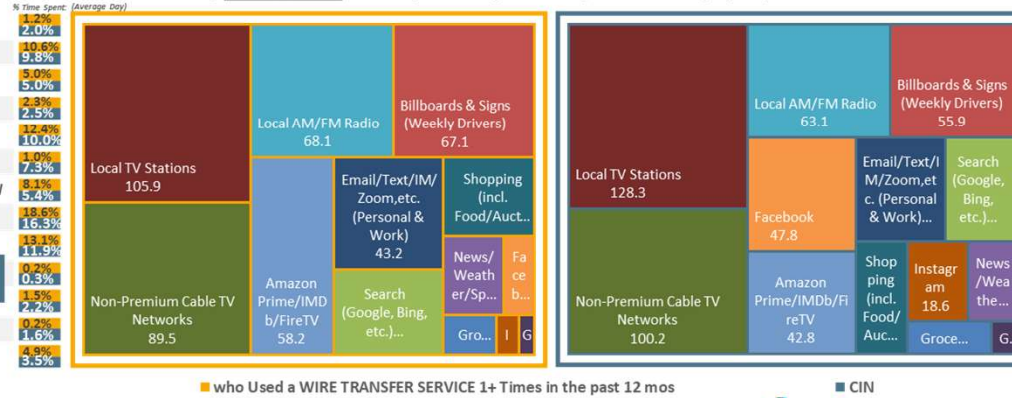 % Time Spent: (Average Day)
1.2%
2.0%
10.6%
9.8%
5.0%
5.0%
2.3%
2.5%
12.4%
10.0%
1.0%
7.3%
8.1%
5.4%
18.6%
16.3%
13.1%
11.9%
0.2%
0.3%
1.5%
2.2%
0.2%
1.6%
4.9%
3.5%
Local TV Stations
105.9
Non-Premium Cable TV
Networks
89.5
Local AM/FM Radio
68.1
Billboards & Signs
(Weekly Drivers)
67.1
Amazon
Prime/IMD
b/FireTV
58.2
Email/Text/IM/
Zoom,etc.
(Personal &
Work)
43.2
Search
(Google, Bing,
etc.)...
Shopping
(incl.
Food/Auct...
News/
Weath
er/Sp...
Fa
ce
b...
Gro...
I
G
Local TV Stations
128.3
Non-Premium Cable TV
Networks
100.2
Local AM/FM Radio
63.1
Billboards & Signs
(Weekly Drivers)
55.9
Facebook
47.8
Amazon
Prime/IMDb/Fi
reTV
42.8
Email/Text/I
M/Zoom,et
c. (Personal
& Work)...
Search
(Google,
Bing,
etc.)...
Shop
ping
(incl.
Food/
Auc...
Instagr
am
18.6
News
/Wea
the...
Groce...
G.
who Used a WIRE TRANSFER SERVICE 1+ Times in the past 12 mos
CIN